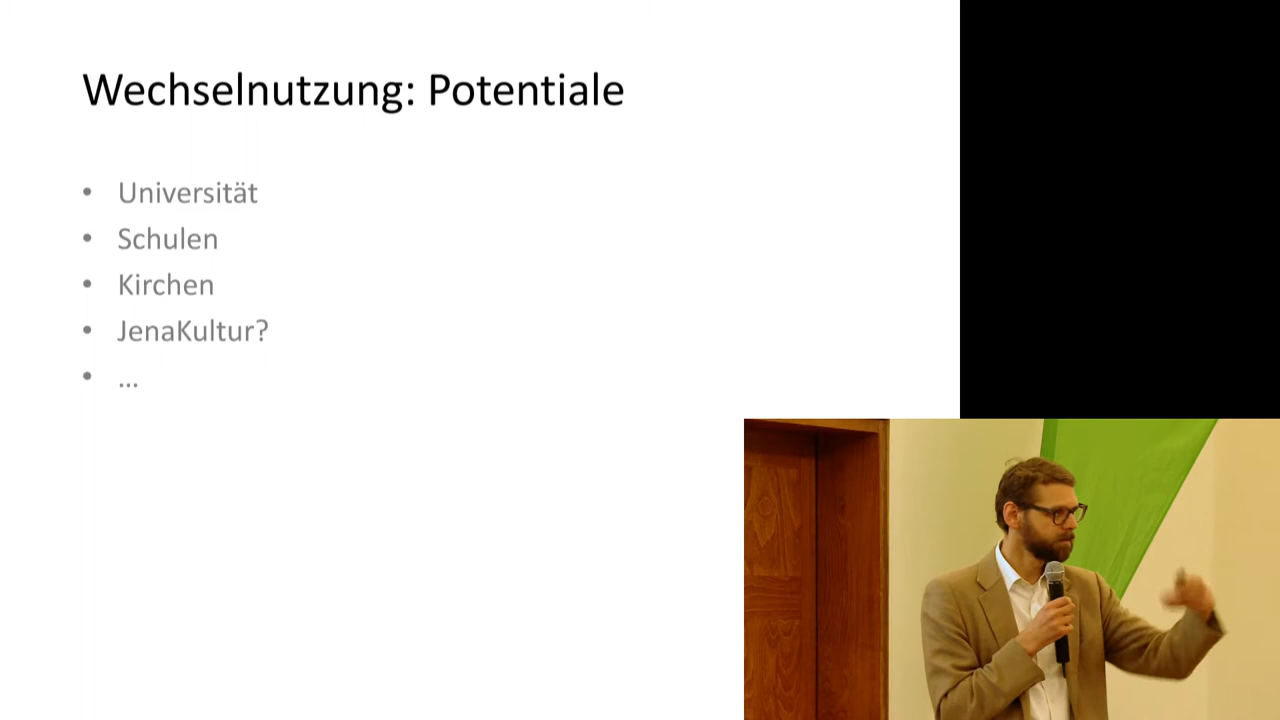 Wechselnutzung: Potentiale
• Universität
• Schulen
• Kirchen
• JenaKultur?
• ...